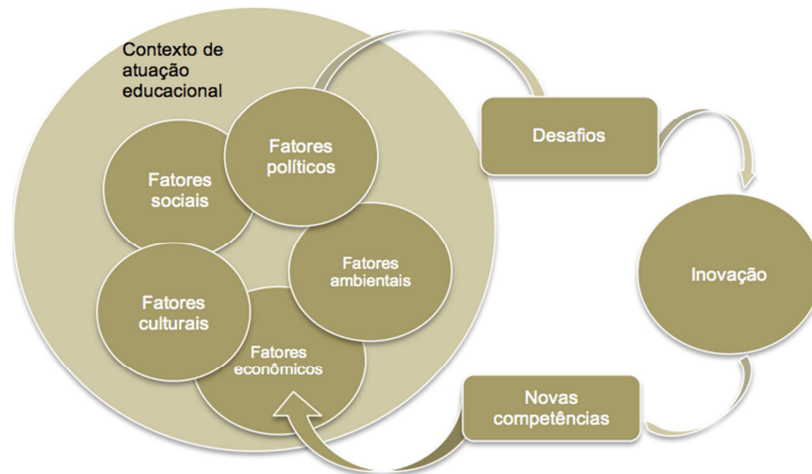 Contexto de
atuação
educacional
Fatores
políticos
Fatores
sociais
Fatores
ambientais
Fatores
culturais
Fatores
econômicos
Desafios
Inovação
Novas
competências